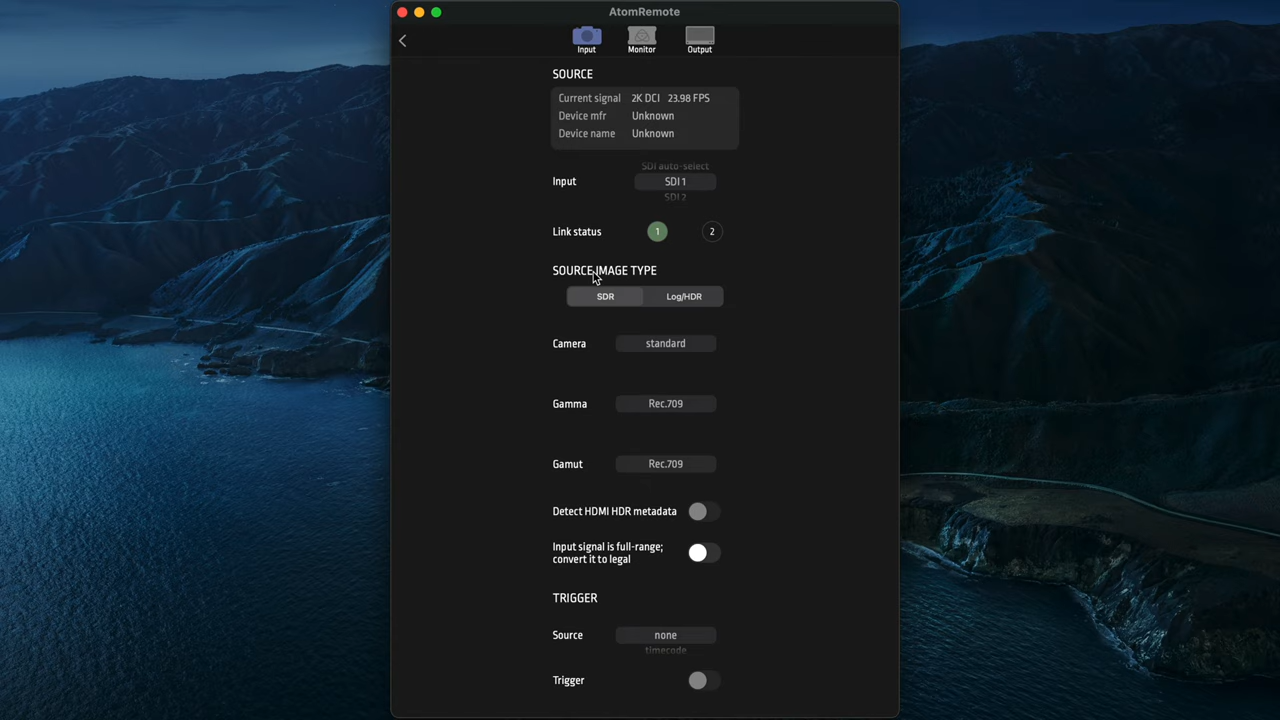 AtomRemote
Input
Monitor
Output
SOURCE
Current signal 2K DCI 23.98 FPS
Device mfr Unknown
Device name Unknown
SDI auto-select
Input SDI 1
SDI 2
Link status 1 2
SOURCE IMAGE TYPE
SDR Log/HDR
Camera standard
Gamma Rec.709
Gamut Rec.709
Detect HDMI HDR metadata
Input signal is full-range;
convert it to legal
TRIGGER
Source none
timecode
Trigger